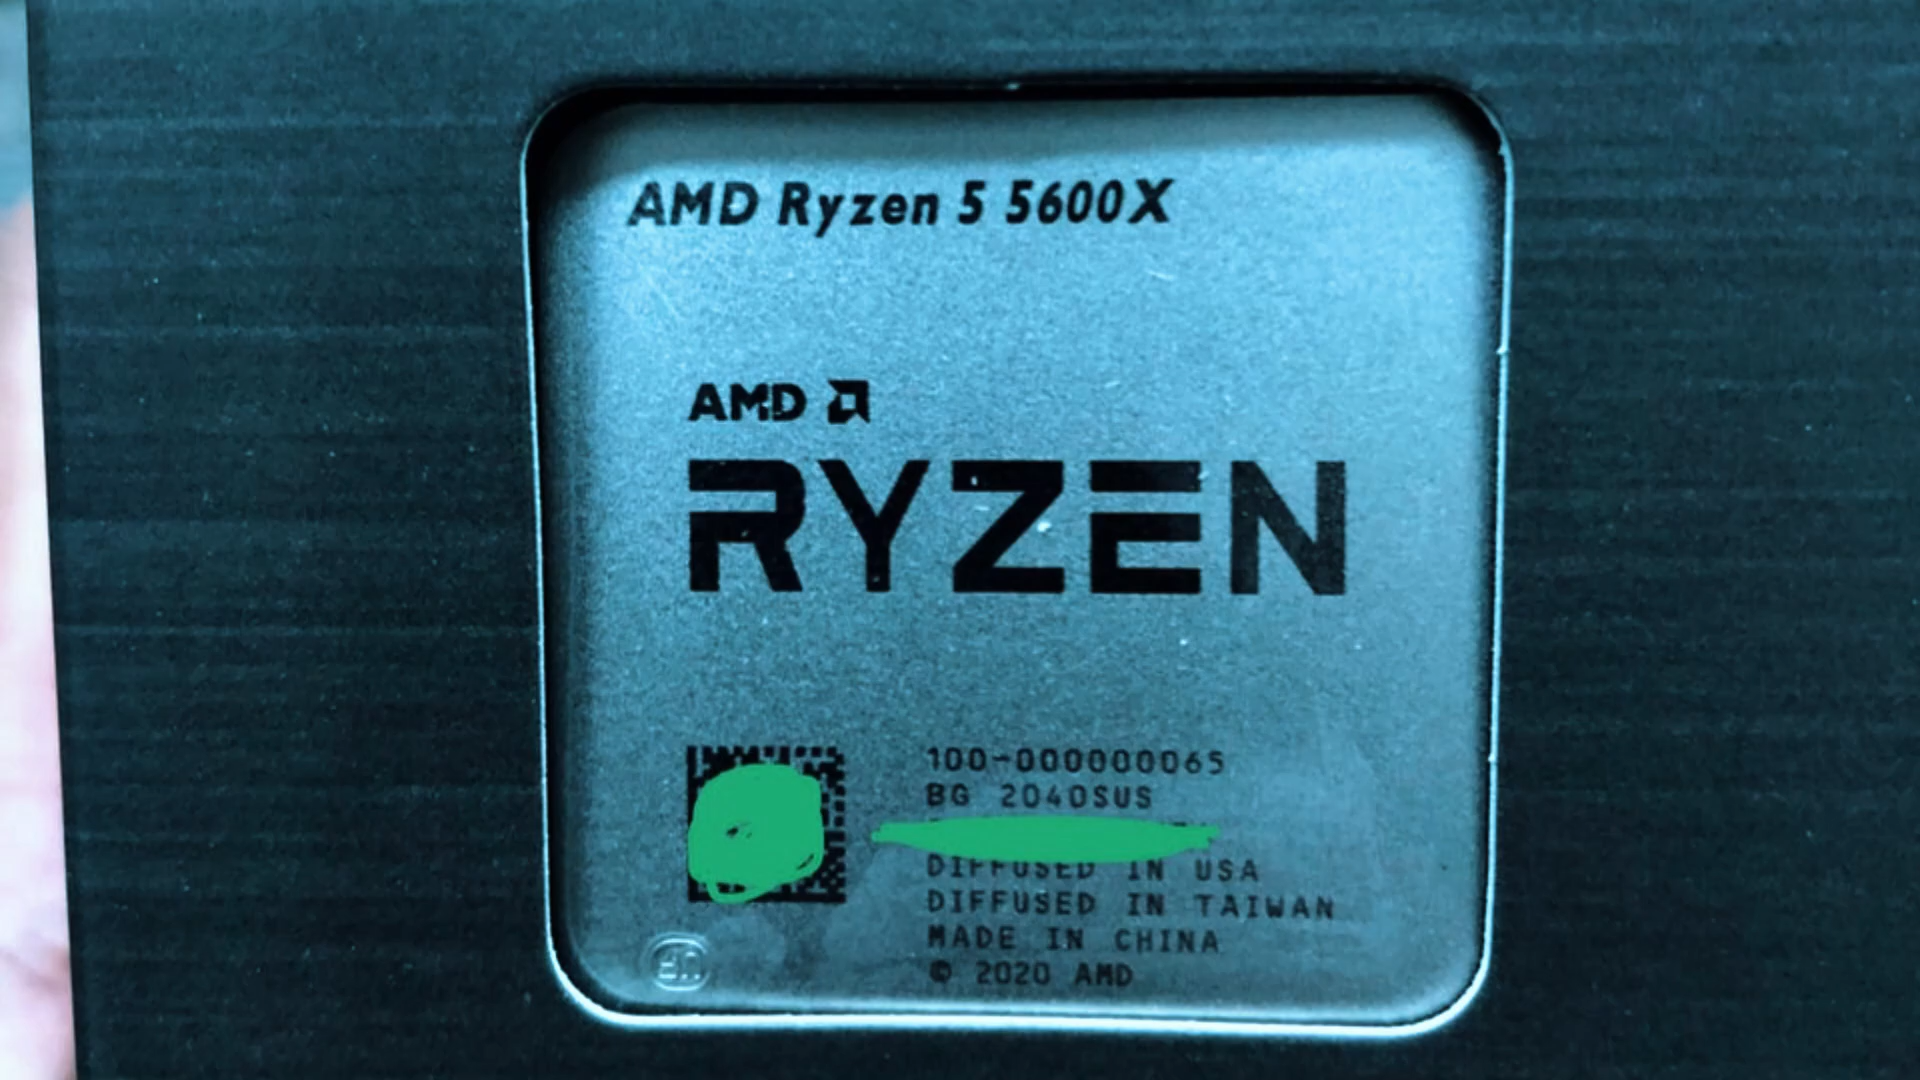 AMD Ryzen 5 5600X
AMD
RYZEN
100-000000065
BG 2040SUS
DIFFUSED IN USA
DIFFUSED IN TAIWAN
MADE IN CHINA
© 2020 AMD